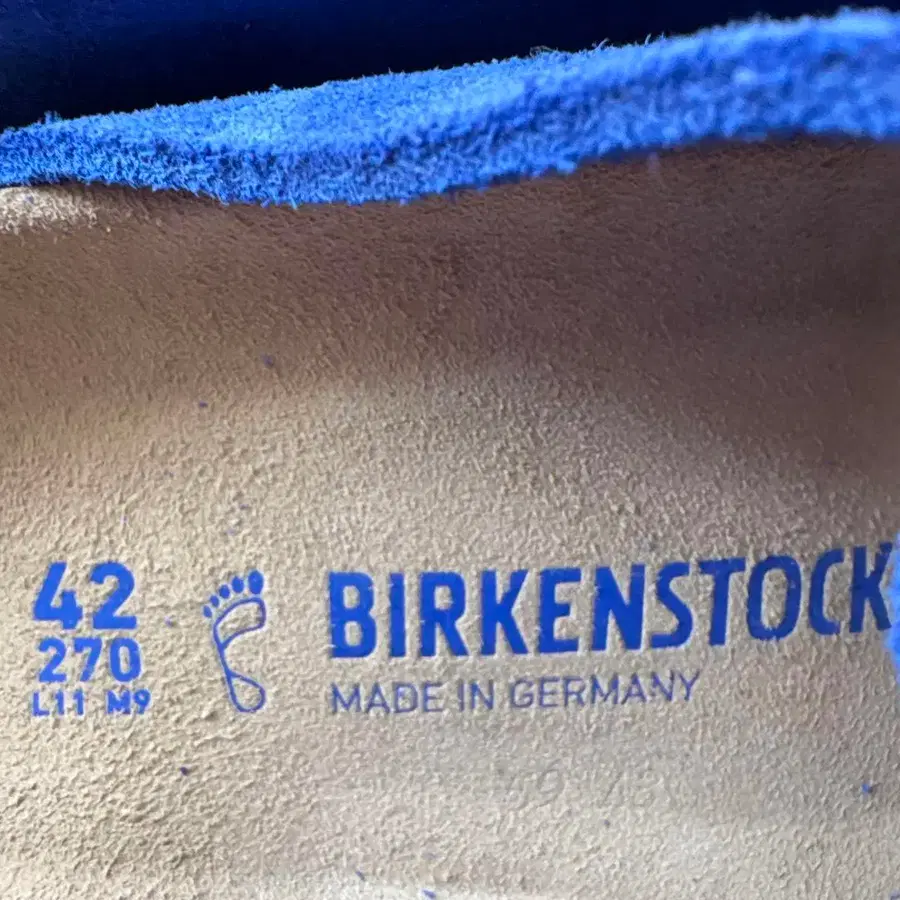 42
270
L11 M9
BIRKENSTOCK
MADE IN GERMANY